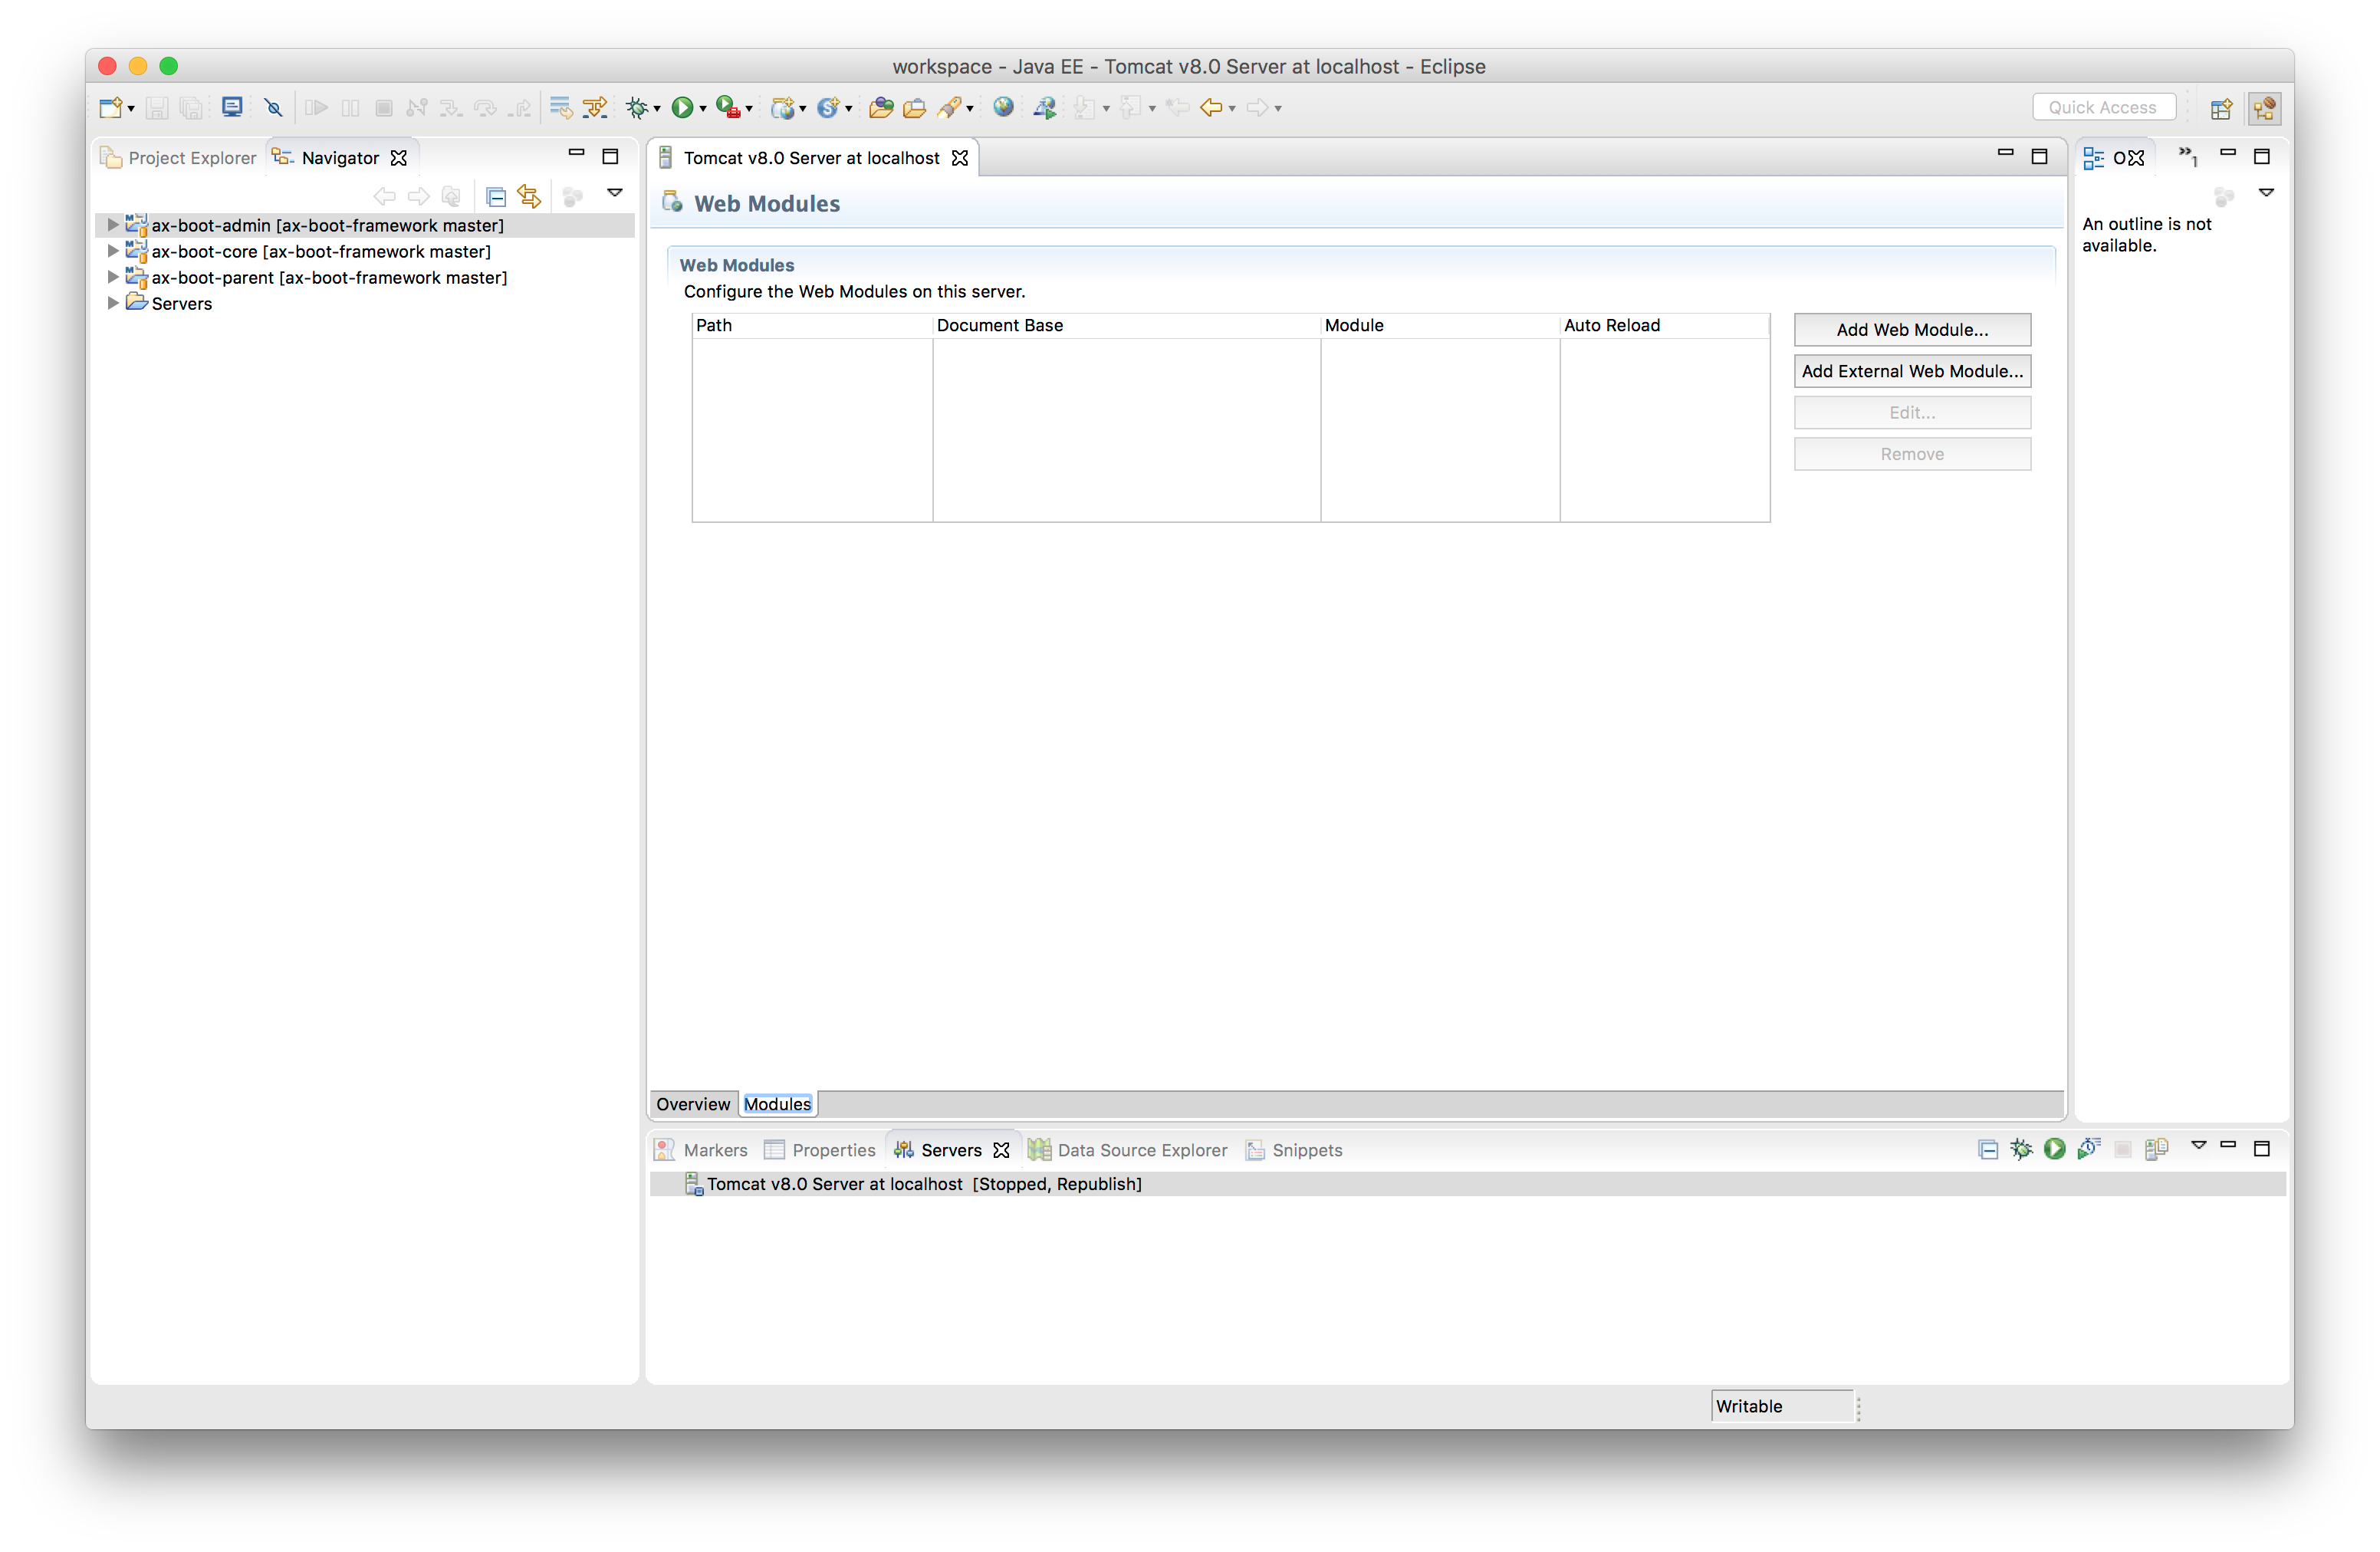 workspace - Java EE - Tomcat v8.0 Server at localhost - Eclipse
Quick Access
Project Explorer
Navigator
ax-boot-admin [ax-boot-framework master]
ax-boot-core [ax-boot-framework master]
ax-boot-parent [ax-boot-framework master]
Servers
Tomcat v8.0 Server at localhost
Web Modules
Web Modules
Configure the Web Modules on this server.
Path Document Base Module Auto Reload
Add Web Module...
Add External Web Module...
Edit...
Remove
Overview Modules
O
1
An outline is not
available.
Markers Properties Servers Data Source Explorer Snippets
Tomcat v8.0 Server at localhost [Stopped, Republish]
Writable